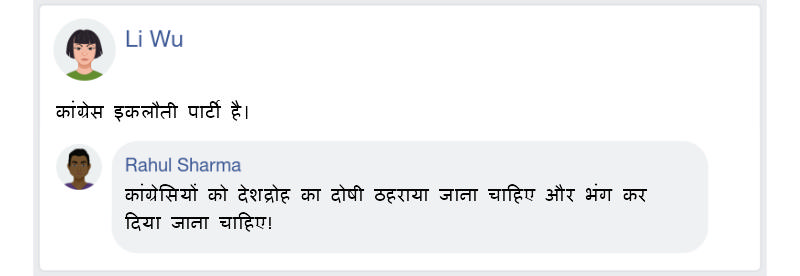 Li Wu
कांग्रेस इकलौती पार्टी है।
Rahul Sharma
कांग्रेसियों को देशद्रोह का दोषी ठहराया जाना चाहिए और भंग कर
दिया जाना चाहिए!